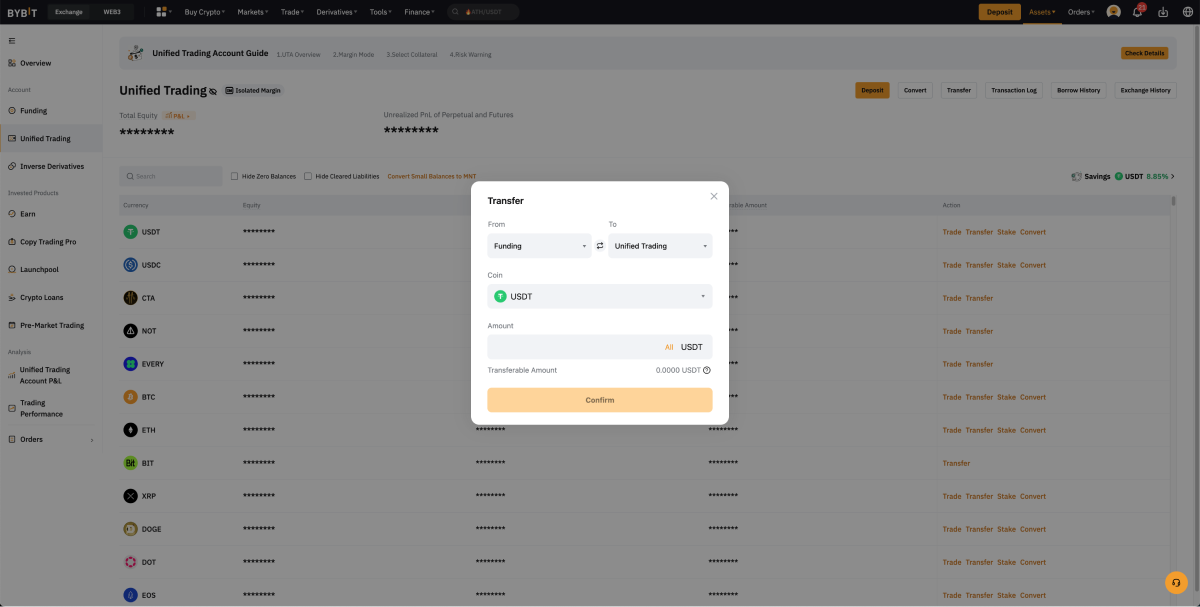 BYBIT Exchange WEB3 Buy Crypto Markets Trade Derivatives Tools Finance ETH/USDT Deposit Assets Orders 23
Unified Trading Account Guide 1.UTA Overview 2.Margin Mode 3.Select Collateral 4.Risk Warning Check Details
Overview
Account
Funding
Unified Trading
Inverse Derivatives
Invested Products
Earn
Copy Trading Pro
Launchpool
Crypto Loans
Pre-Market Trading
Analysis
Unified Trading
Account P&L
Trading
Performance
Orders
Unified Trading Isolated Margin Deposit Convert Transfer Transaction Log Borrow History Exchange History
Total Equity P&L Unrealized PnL of Perpetual and Futures
********* *********
Search Hide Zero Balances Hide Cleared Liabilities Convert Small Balances to MNT Savings USDT 8.85%
Currency Equity Amount Action
USDT ******** Trade Transfer Stake Convert
USDC ******** Trade Transfer Stake Convert
CTA ******** Trade Transfer
NOT ******** Trade Transfer
EVERY ******** Trade Transfer
BTC ******** Trade Transfer Stake Convert
ETH ******** ******** ******** Trade Transfer Stake Convert
Bit BIT ******** ******** ******** Transfer
XRP ******** ******** ******** Trade Transfer Stake Convert
DOGE ******** ******** ******** Trade Transfer Stake Convert
DOT ******** ******** ******** Trade Transfer Stake Convert
EOS ******** ******** ******** Trade Transfer Stake Convert
Transfer
From To
Funding Unified Trading
Coin
USDT
Amount
All USDT
Transferable Amount 0.0000 USDT
Confirm